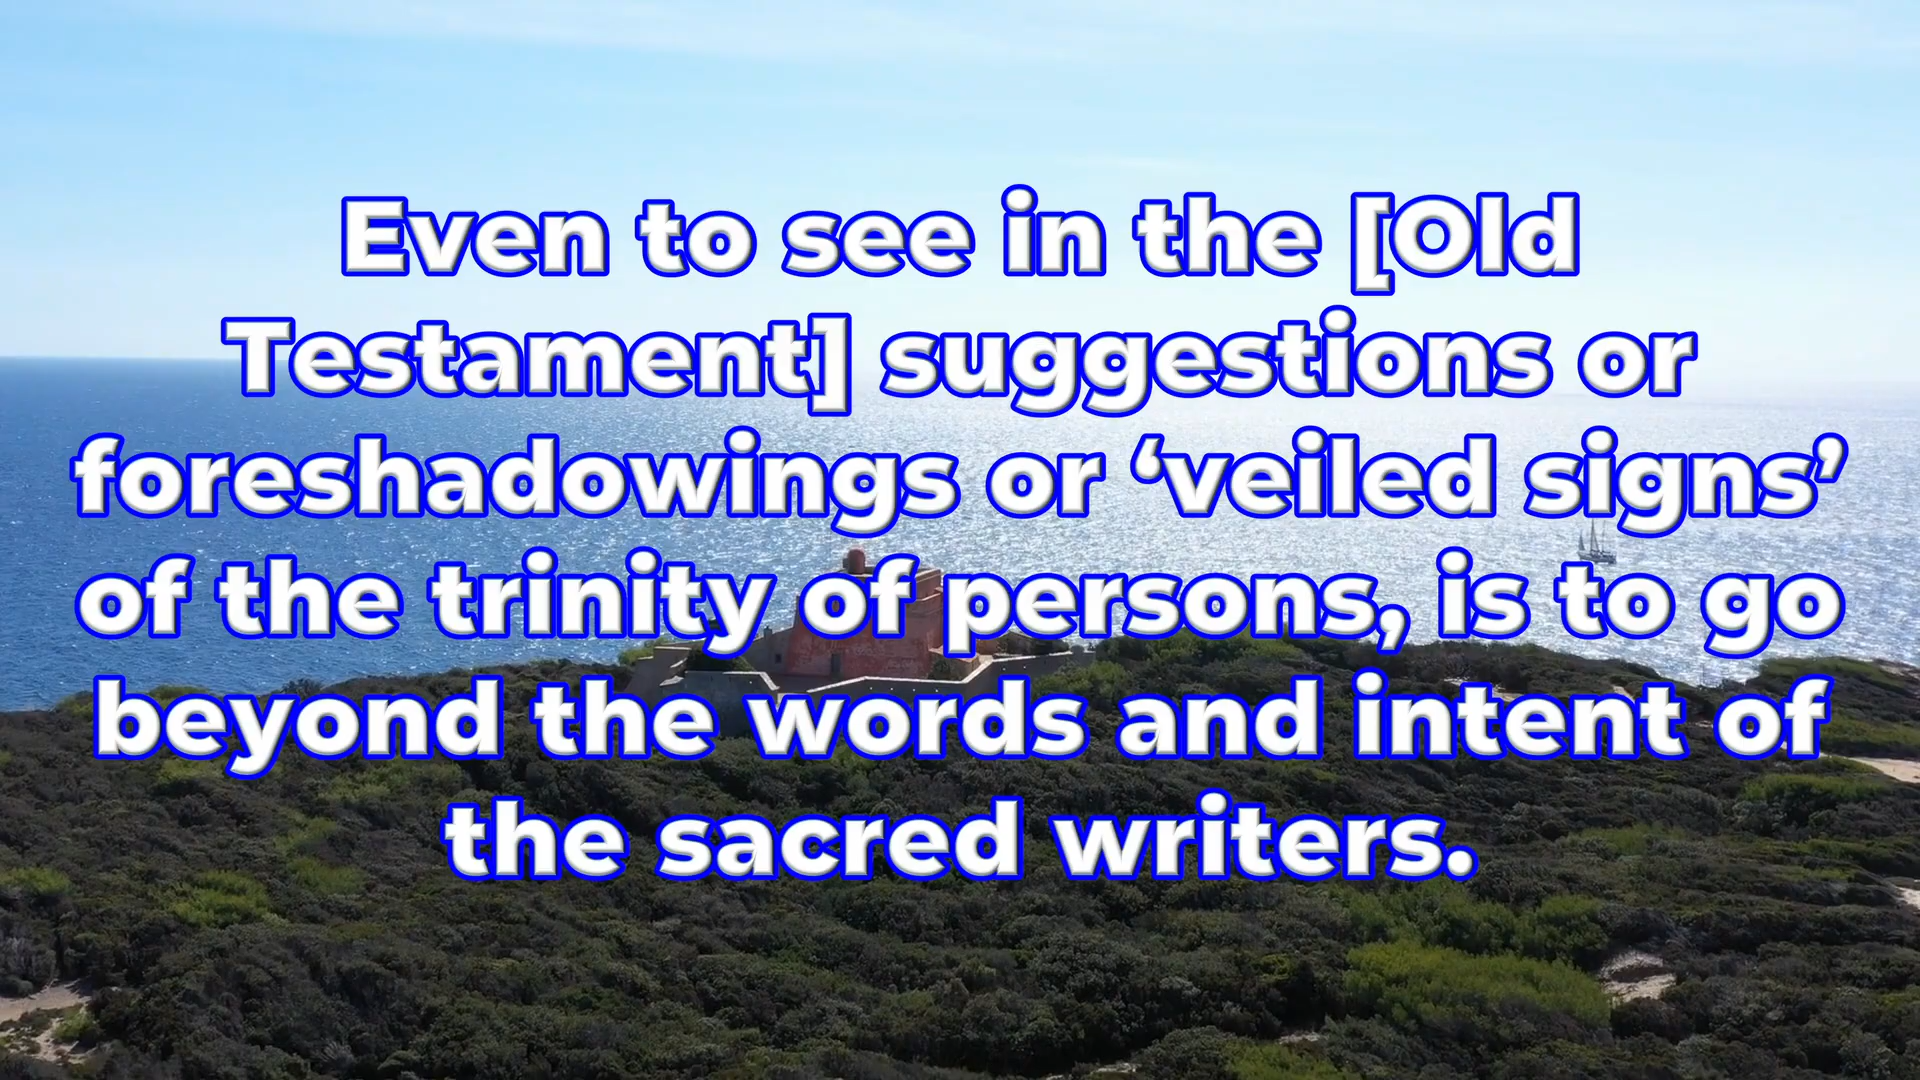 Even to see in the [Old
Testament] suggestions or
foreshadowings or ‘veiled signs’
of the trinity of persons, is to go
beyond the words and intent of
the sacred writers.